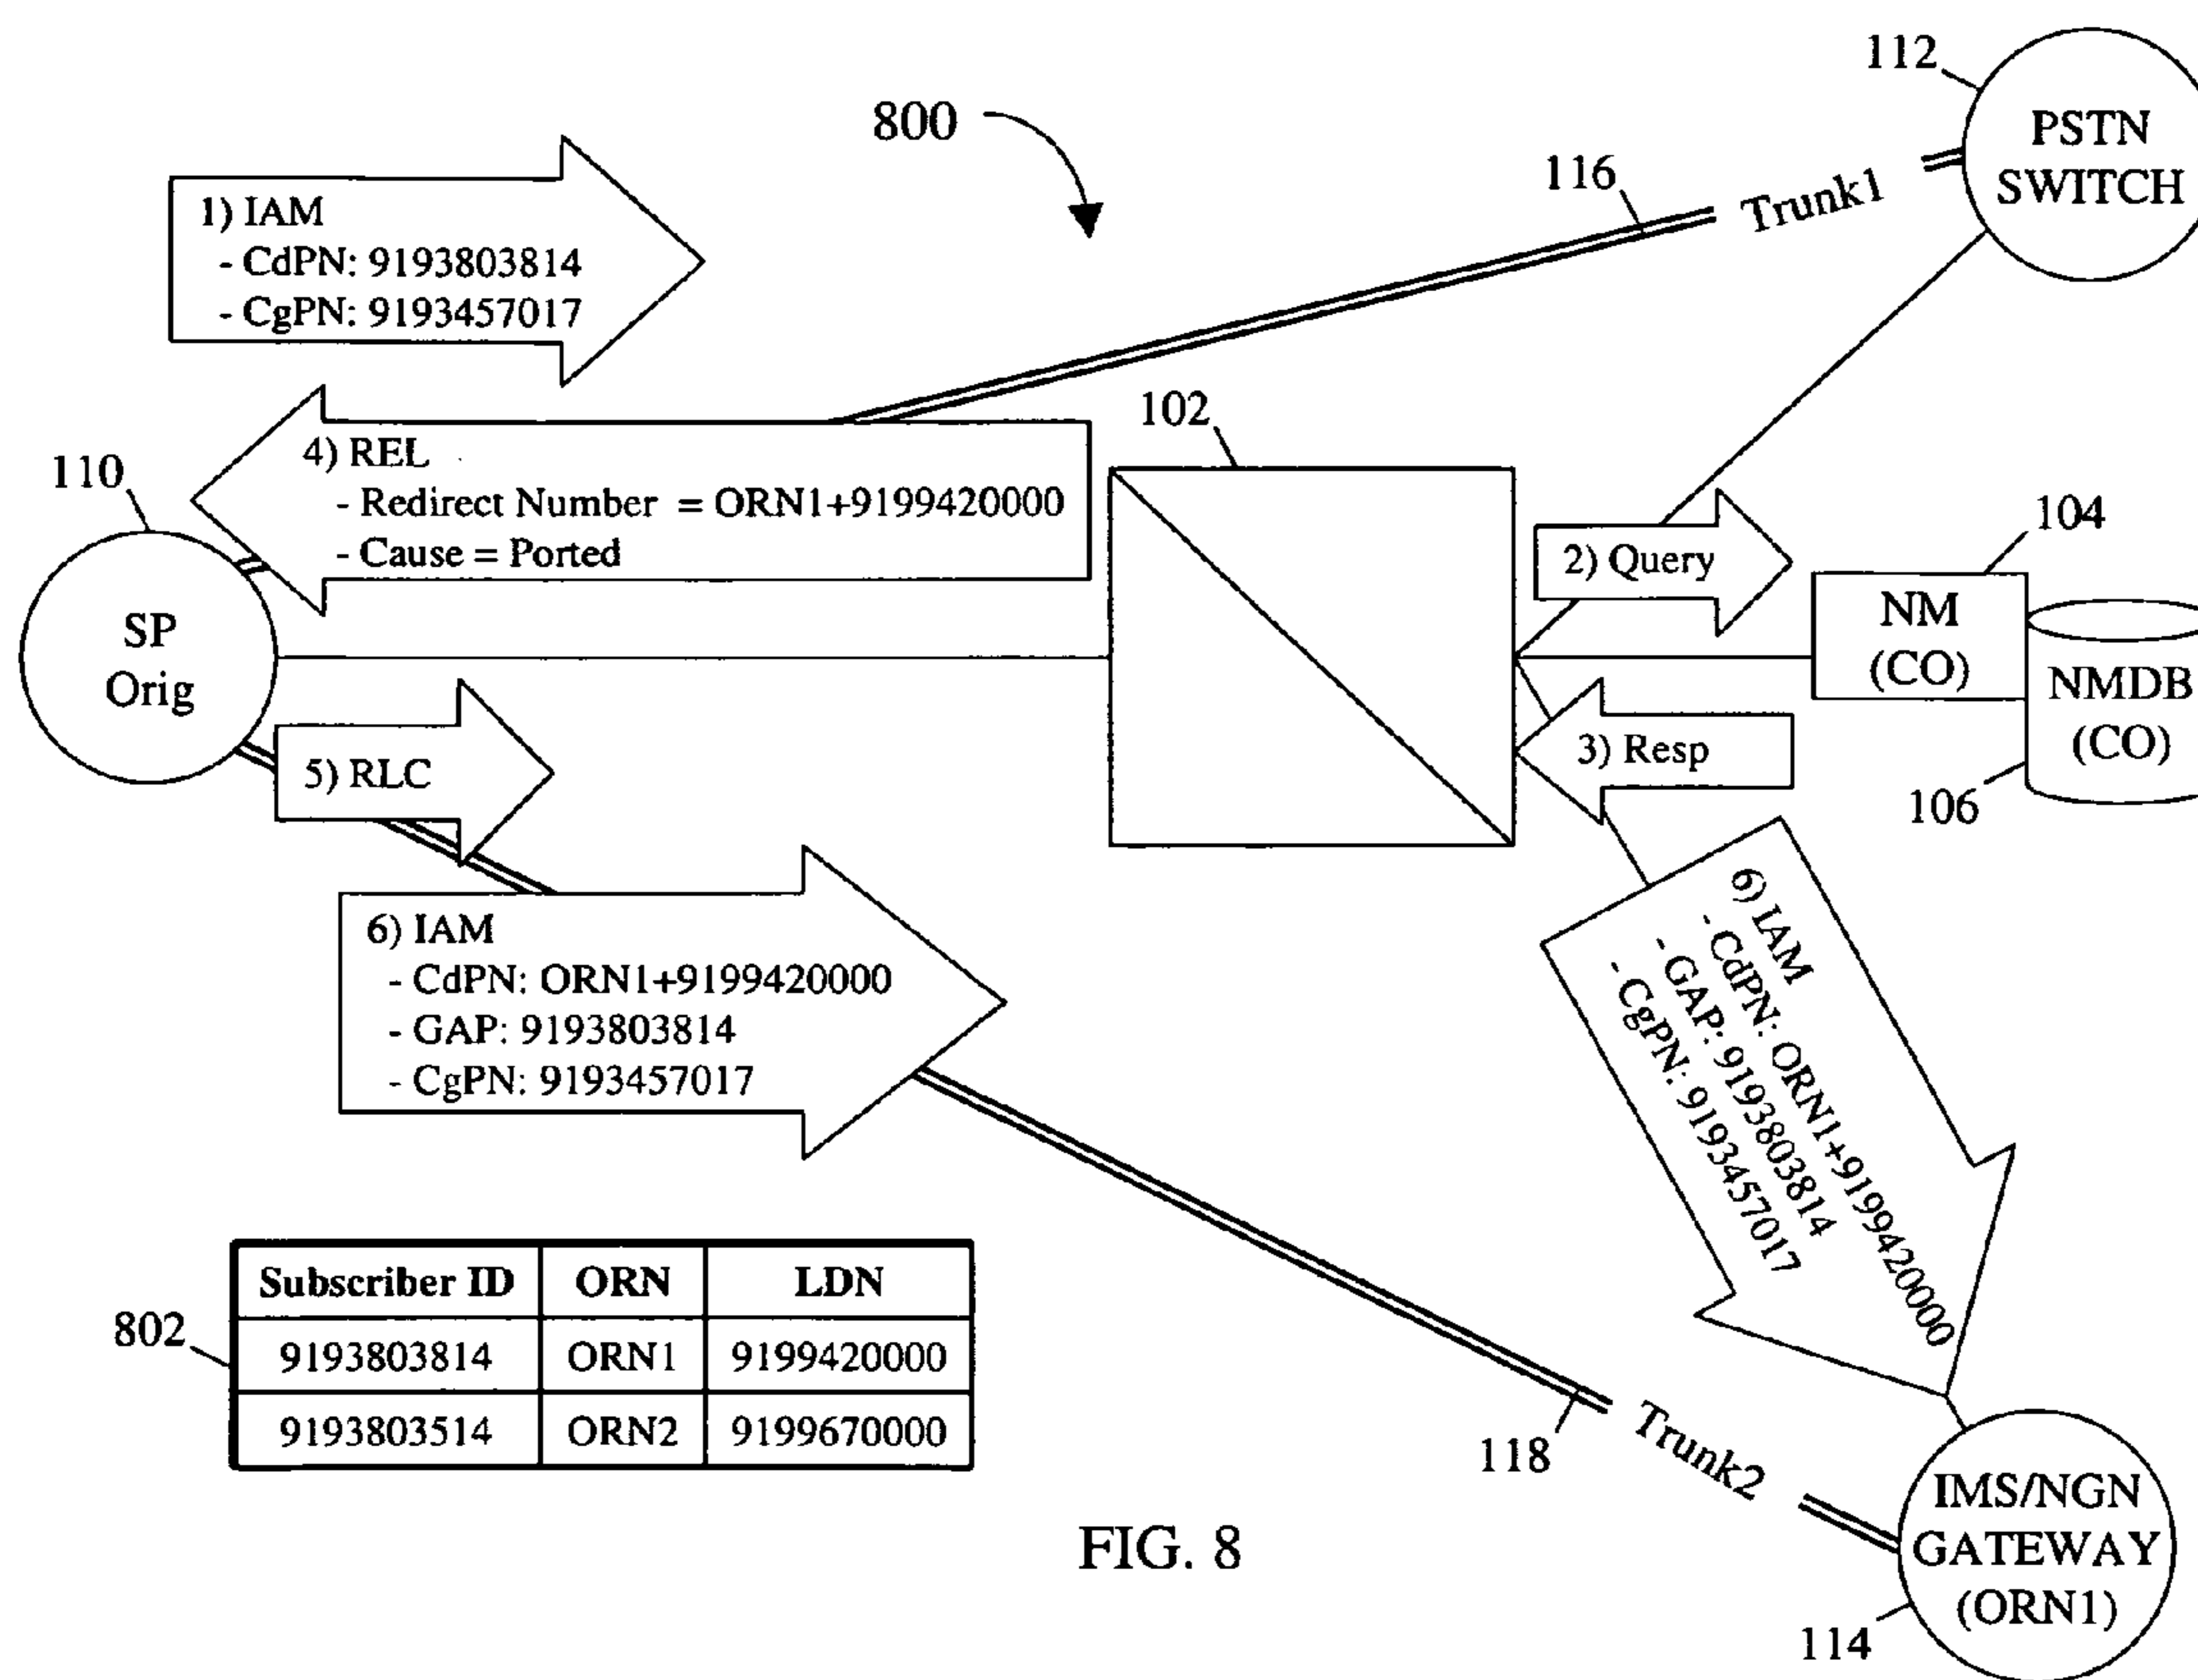 112
PSTN
SWITCH
800
116
Trunk1
1) IAM
- CdPN: 9193803814
- CgPN: 9193457017
102
4) REL
- Redirect Number = ORN1+9199420000
- Cause = Ported
110
SP
Orig
2) Query
104
NM
(CO)
NMDB
(CO)
106
3) Resp
5) RLC
6) IAM
- CdPN: ORN1+9199420000
- GAP: 9193803814
- CgPN: 9193457017
6) IAM
- CdPN: ORN1+9199420000
- GAP: 9193803814
- CgPN: 9193457017
802
Subscriber ID ORN LDN
9193803814 ORN1 9199420000
9193803514 ORN2 9199670000
118
Trunk2
IMS/NGN
GATEWAY
(ORN1)
114
FIG. 8